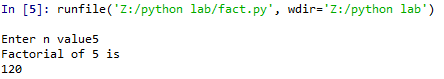 In [5]: runfile('Z:/python lab/fact.py', wdir='Z:/python lab')
Enter n value5
Factorial of 5 is
120